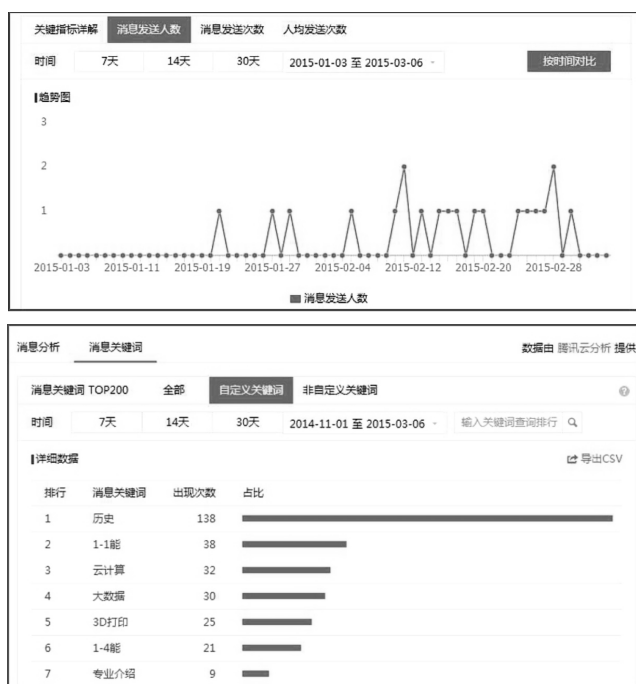 关键指标详解 消息发送人数 消息发送次数 人均发送次数
时间 7天 14天 30天 2015-01-03 至 2015-03-06 按时间对比
趋势图
3
2
1
2015-01-03 2015-01-11 2015-01-19 2015-01-27 2015-02-04 2015-02-12 2015-02-20 2015-02-28
消息发送人数
消息分析 消息关键词 数据由 腾讯云分析 提供
消息关键词 TOP200 全部 自定义关键词 非自定义关键词
时间 7天 14天 30天 2014-11-01 至 2015-03-06 输入关键词查询排行
详细数据 导出CSV
排行 消息关键词 出现次数 占比
1 历史 138
2 1-1能 38
3 云计算 32
4 大数据 30
5 3D打印 25
6 1-4能 21
7 专业介绍 9